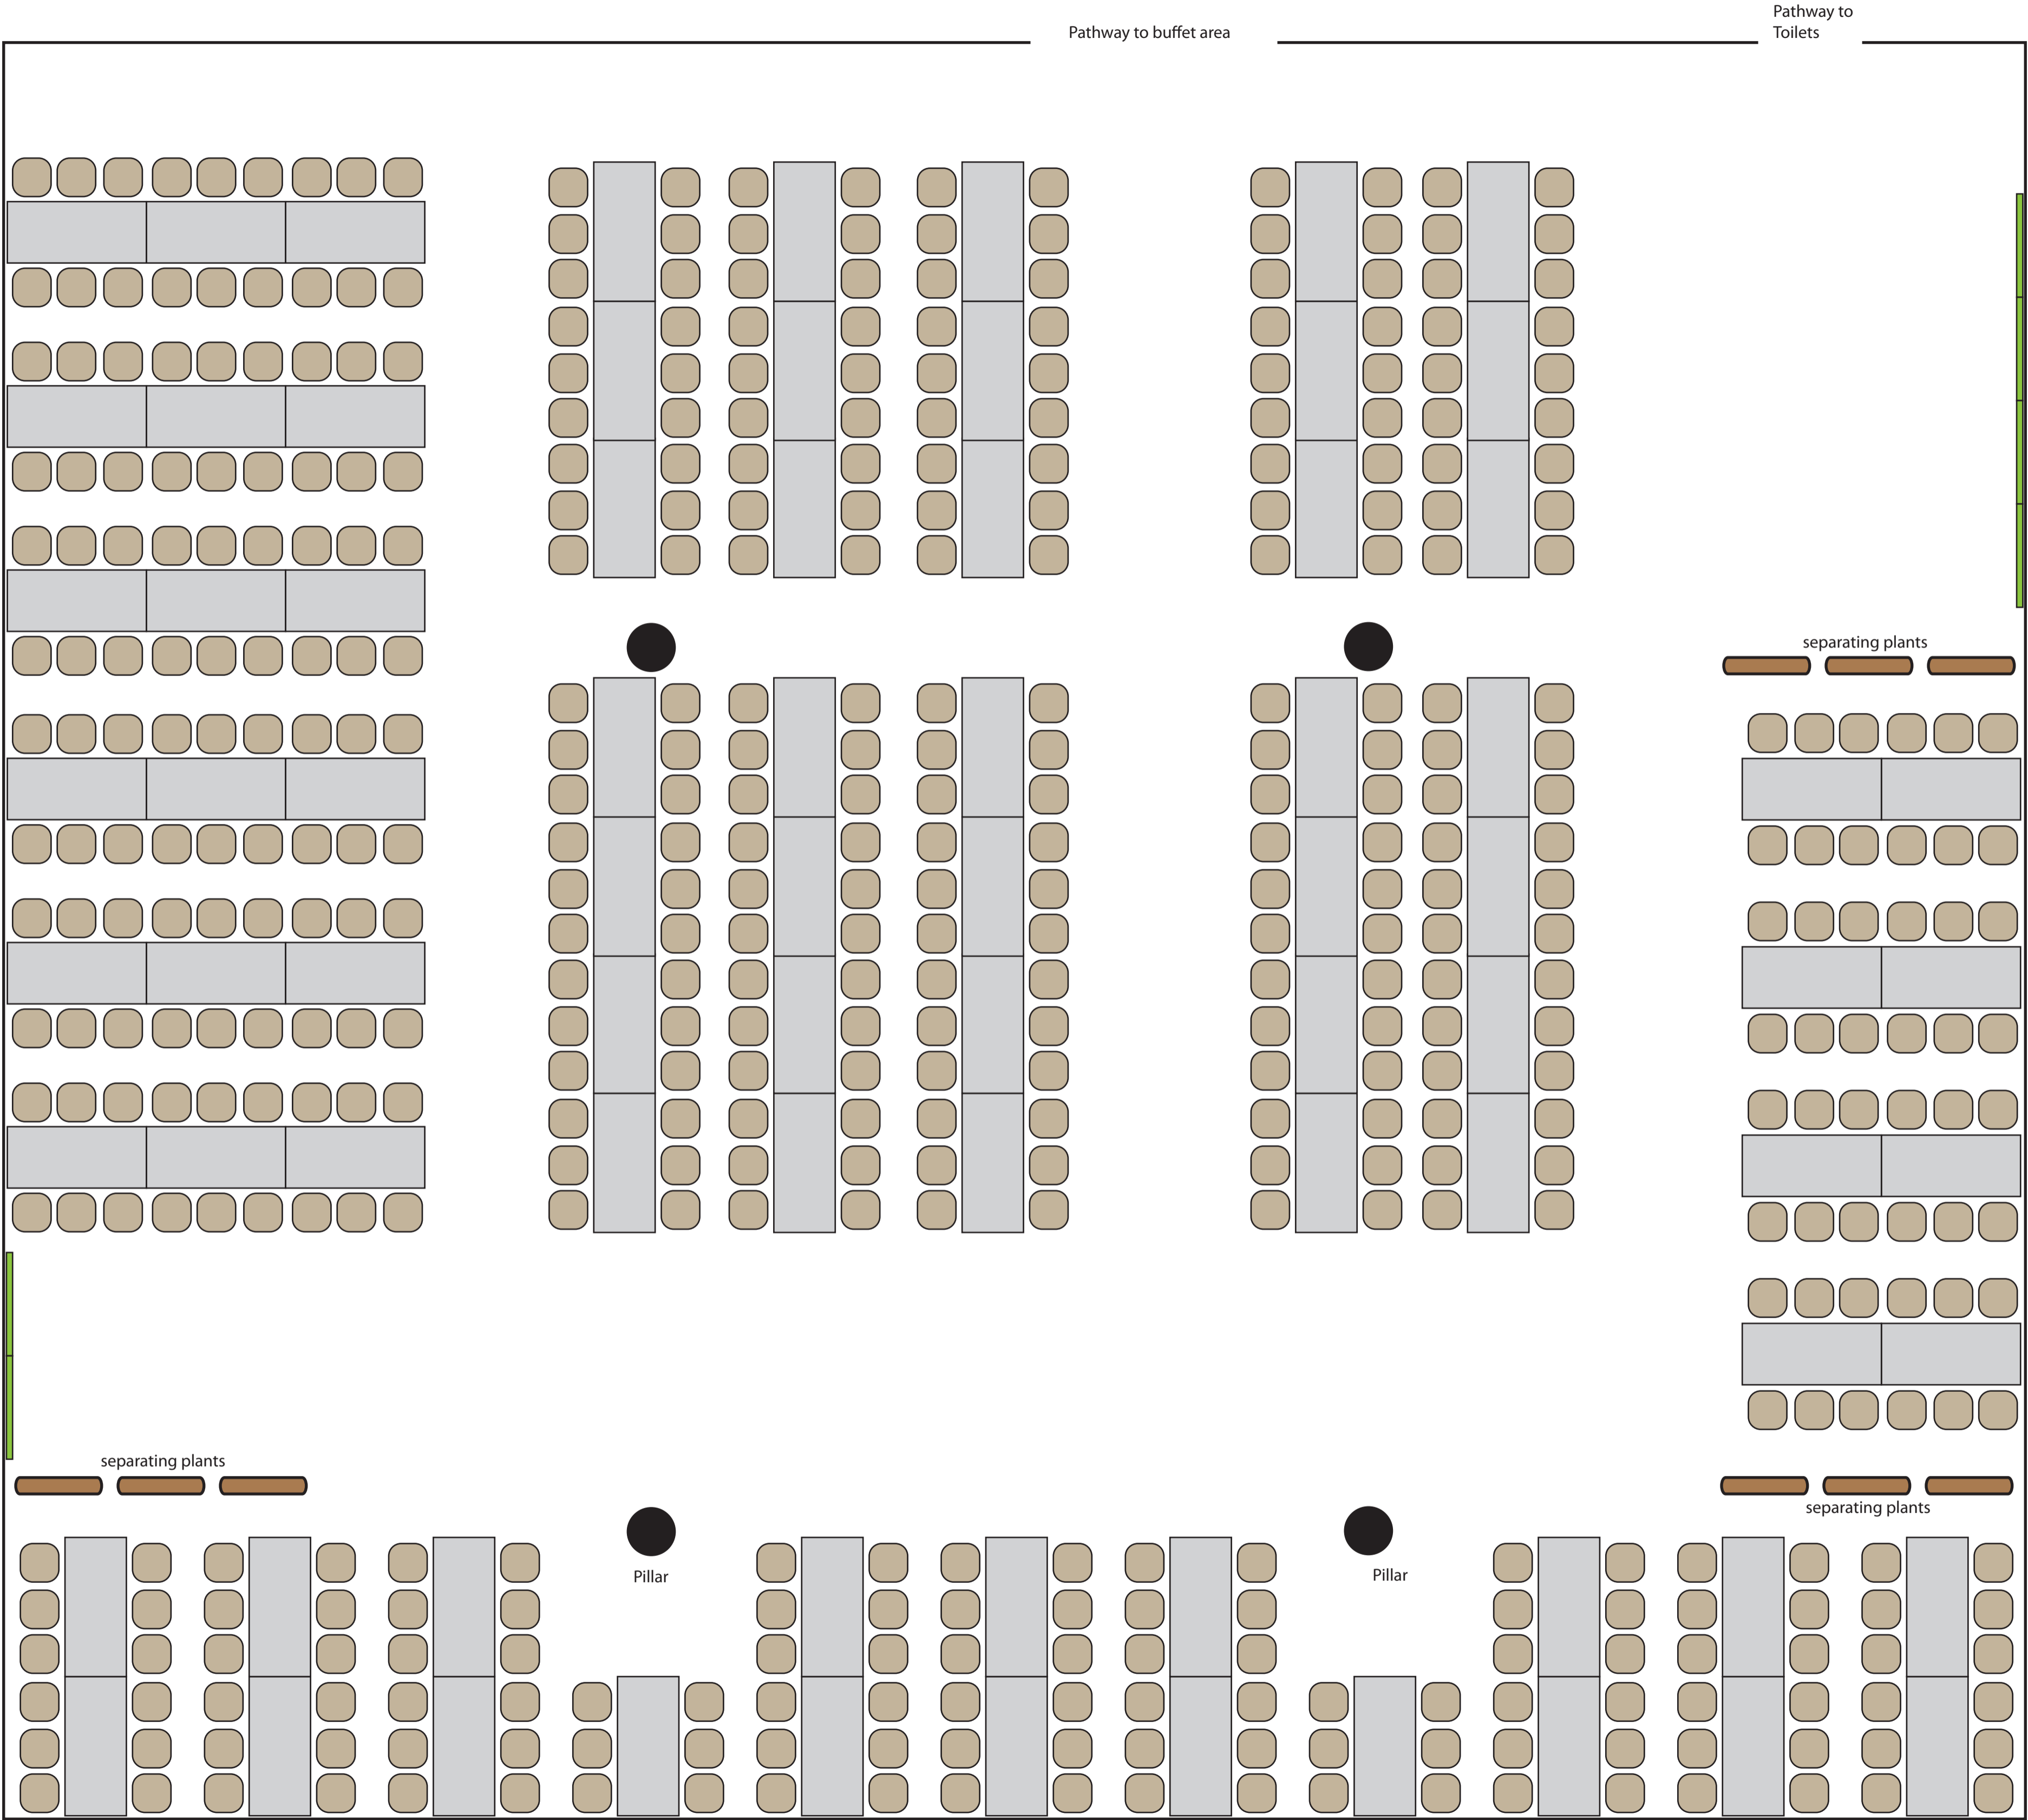 Pathway to
Toilets
Pathway to buffet area
separating plants
separating plants
separating plants
Pillar
Pillar